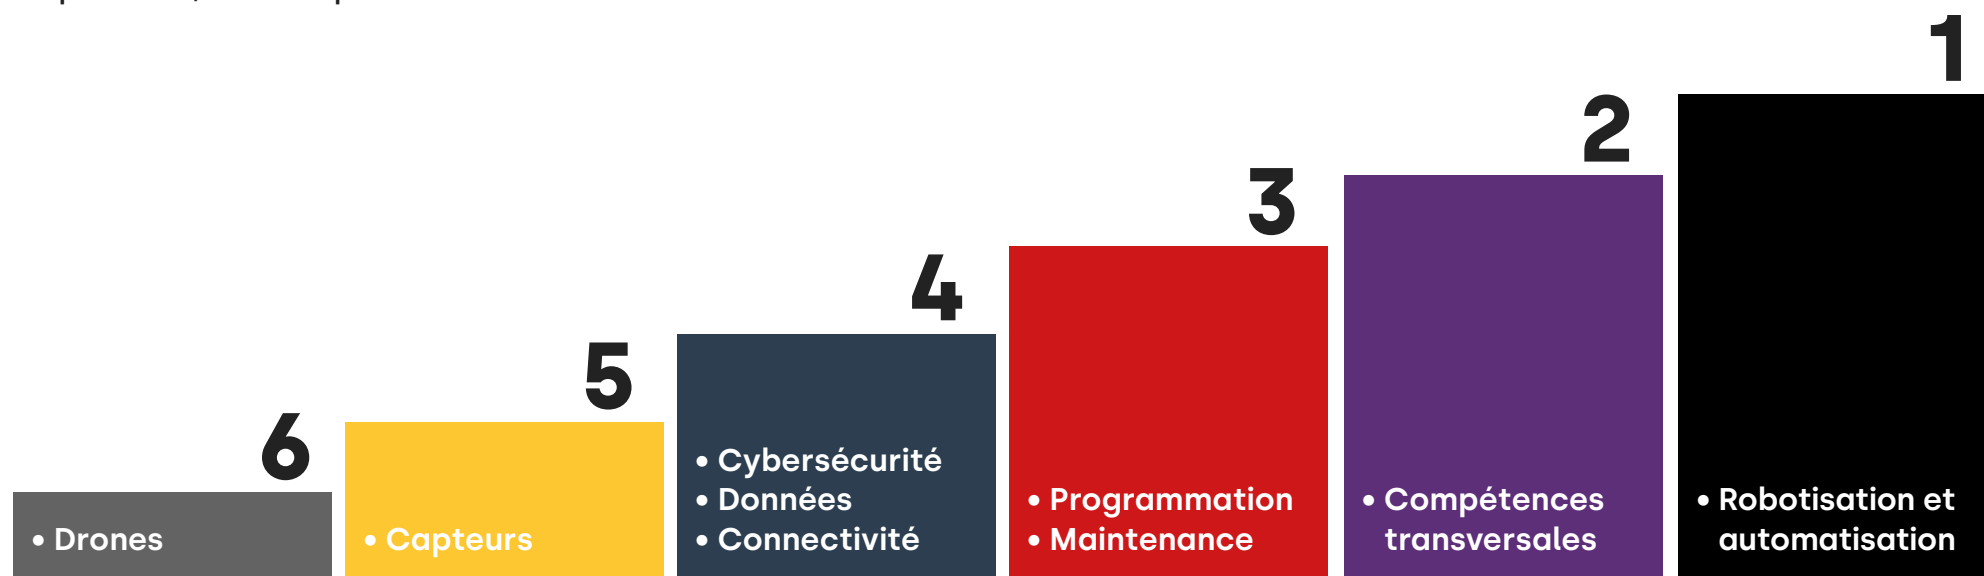 6
• Drones
5
• Capteurs
4
• Cybersécurité
• Données
• Connectivité
3
• Programmation
• Maintenance
2
• Compétences
transversales
1
• Robotisation et
automatisation